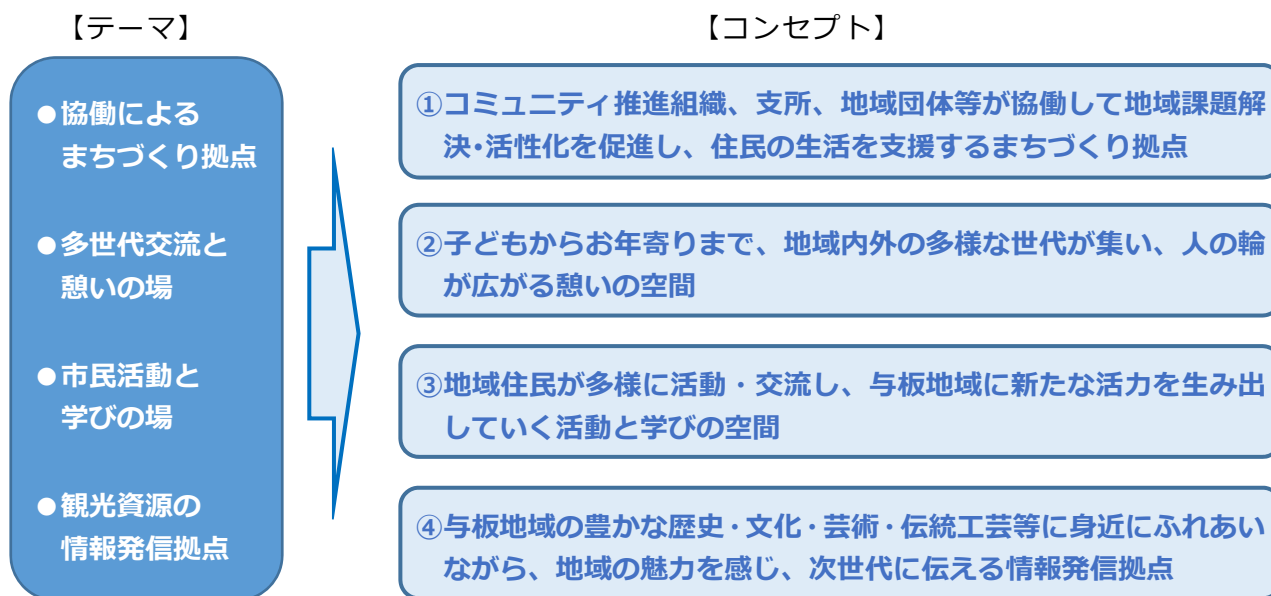 【テーマ】
●協働による
まちづくり拠点
●多世代交流と
憩いの場
●市民活動と
学びの場
●観光資源の
情報発信拠点
【コンセプト】
①コミュニティ推進組織、支所、地域団体等が協働して地域課題解
決・活性化を促進し、住民の生活を支援するまちづくり拠点
②子どもからお年寄りまで、地域内外の多様な世代が集い、人の輪
が広がる憩いの空間
③地域住民が多様に活動・交流し、与板地域に新たな活力を生み出
していく活動と学びの空間
④与板地域の豊かな歴史・文化・芸術・伝統工芸等に身近にふれあい
ながら、地域の魅力を感じ、次世代に伝える情報発信拠点